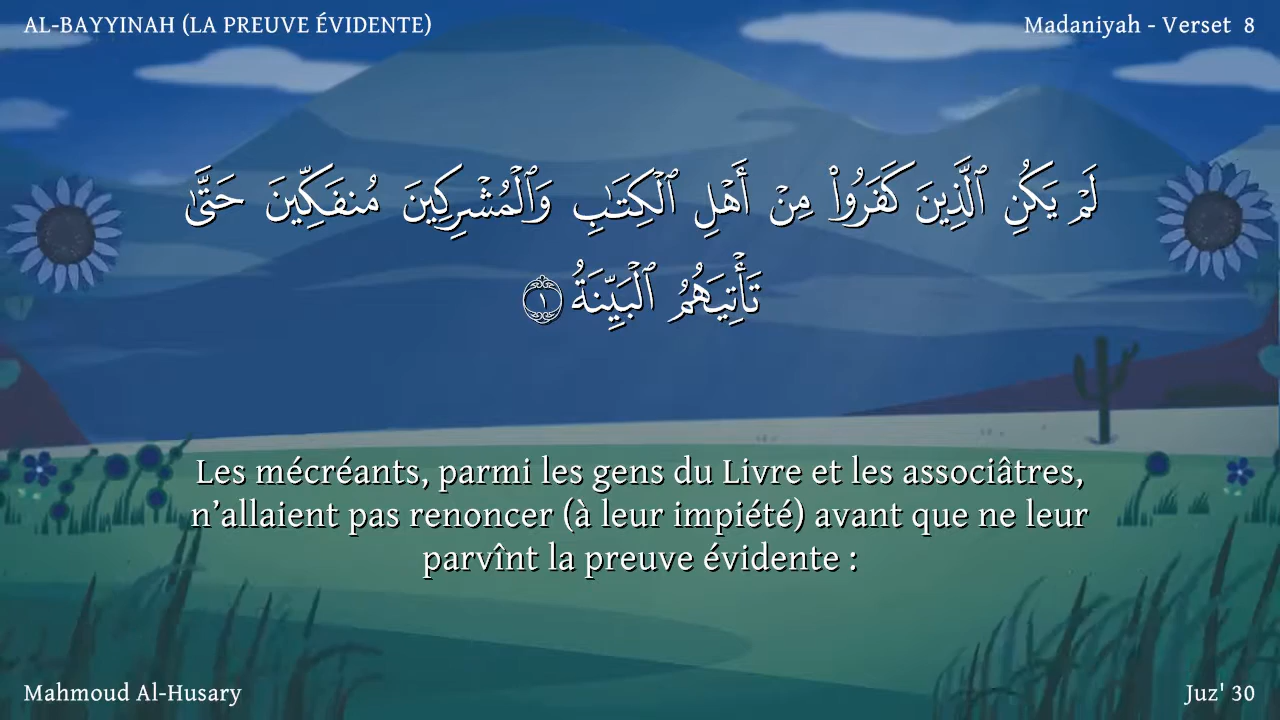 AL-BAYYINAH (LA PREUVE ÉVIDENTE)
Madaniyah - Verset 8
لَمْ يَكُنِ ٱلَّذِينَ كَفَرُوا۟ مِنْ أَهْلِ ٱلْكِتَـٰبِ وَٱلْمُشْرِكِينَ مُنفَكِّينَ حَتَّىٰ
تَأْتِيَهُمُ ٱلْبَيِّنَةُ ١
Les mécréants, parmi les gens du Livre et les associâtres,
n’allaient pas renoncer (à leur impiété) avant que ne leur
parvînt la preuve évidente :
Mahmoud Al-Husary
Juz' 30